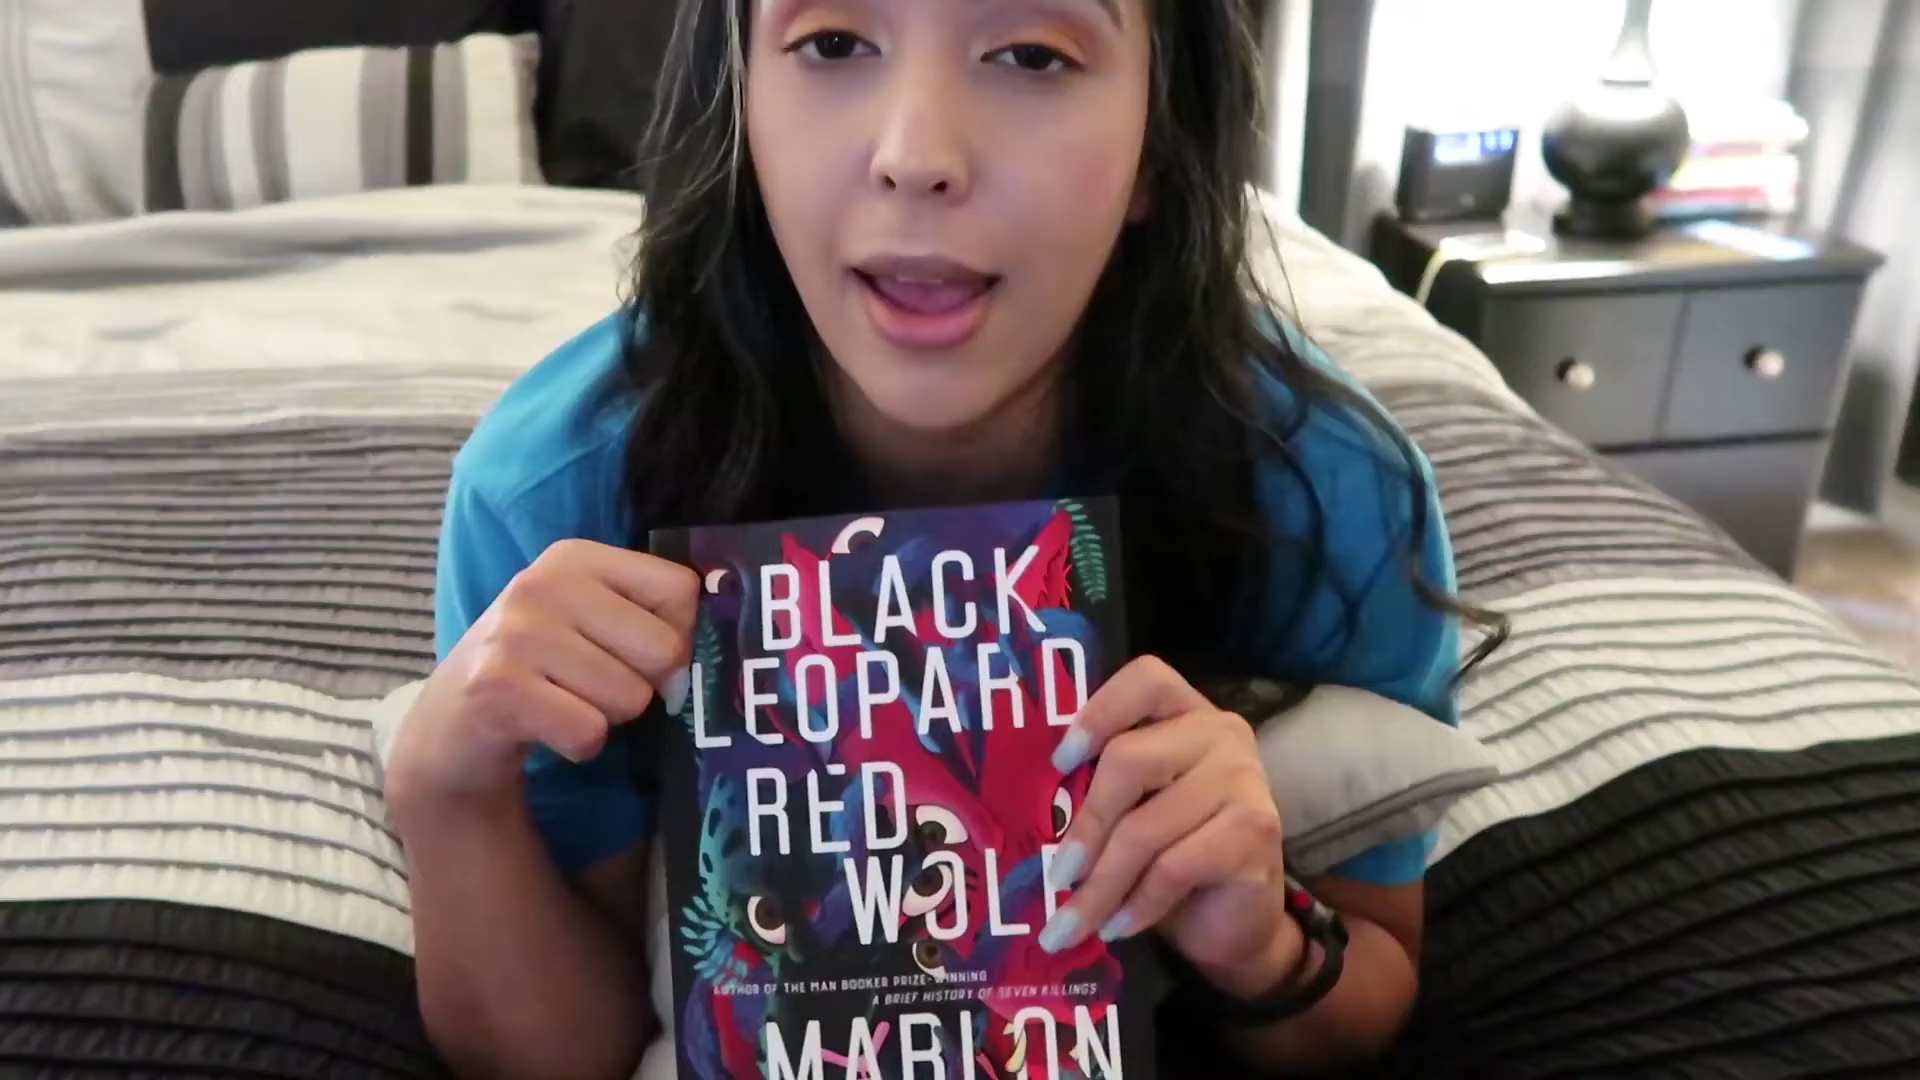 BLACK
LEOPARD
RED
WOLF
AUTHOR OF THE MAN BOOKER PRIZE-WINNING
A BRIEF HISTORY OF SEVEN KILLINGS
MARLON